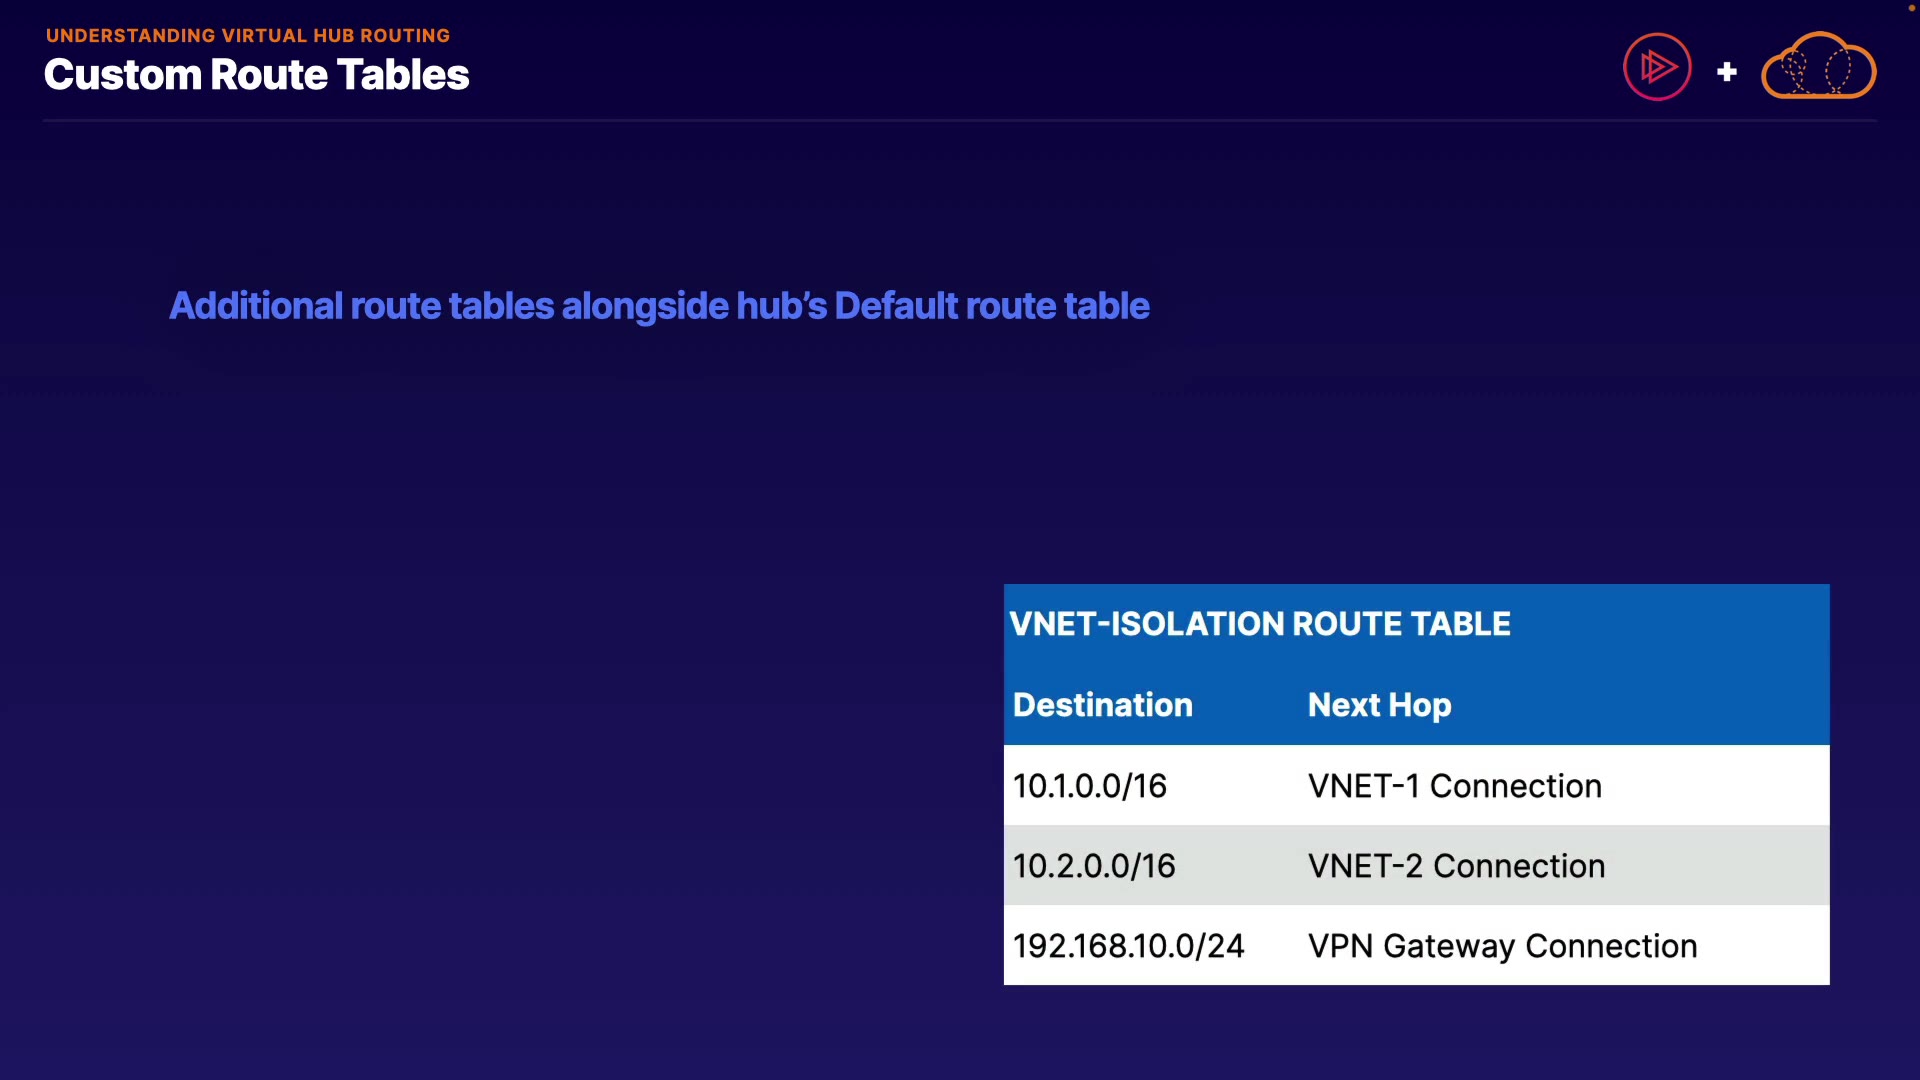 UNDERSTANDING VIRTUAL HUB ROUTING
Custom Route Tables
+
Additional route tables alongside hub’s Default route table
VNET-ISOLATION ROUTE TABLE
Destination Next Hop
10.1.0.0/16 VNET-1 Connection
10.2.0.0/16 VNET-2 Connection
192.168.10.0/24 VPN Gateway Connection